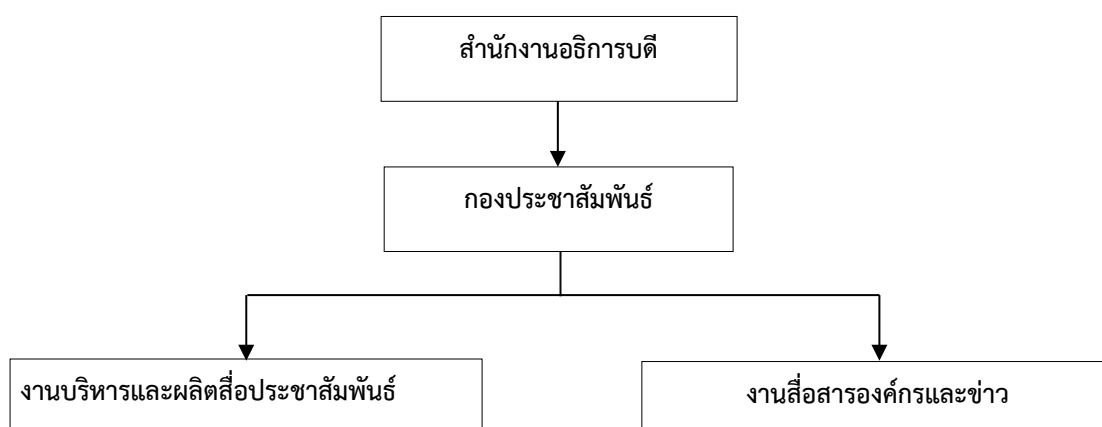 สำนักงานอธิการบดี
กองประชาสัมพันธ์
งานบริหารและผลิตสื่อประชาสัมพันธ์
งานสื่อสารองค์กรและข่าว